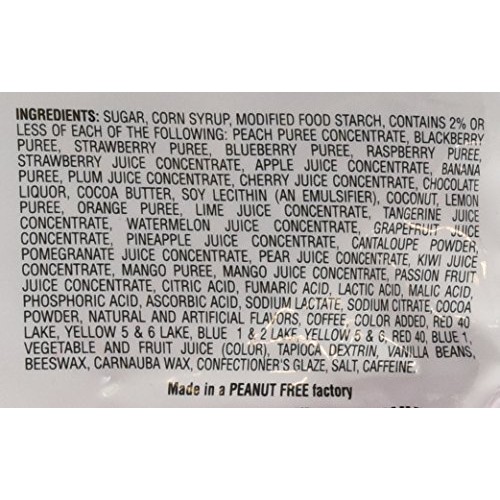 INGREDIENTS: SUGAR, CORN SYRUP, MODIFIED FOOD STARCH, CONTAINS 2% OR
LESS OF EACH OF THE FOLLOWING: PEACH PUREE CONCENTRATE, BLACKBERRY
PUREE, STRAWBERRY PUREE, BLUEBERRY PUREE, RASPBERRY PUREE,
STRAWBERRY JUICE CONCENTRATE, APPLE JUICE CONCENTRATE, BANANA
PUREE, PLUM JUICE CONCENTRATE, CHERRY JUICE CONCENTRATE, CHOCOLATE
LIQUOR, COCOA BUTTER, SOY LECITHIN (AN EMULSIFIER), COCONUT, LEMON
PUREE, ORANGE PUREE, LIME JUICE CONCENTRATE, TANGERINE JUICE
CONCENTRATE, WATERMELON JUICE CONCENTRATE, GRAPEFRUIT JUICE
CONCENTRATE, PINEAPPLE JUICE CONCENTRATE, CANTALOUPE POWDER,
POMEGRANATE JUICE CONCENTRATE, PEAR JUICE CONCENTRATE, KIWI JUICE
CONCENTRATE, MANGO PUREE, MANGO JUICE CONCENTRATE, PASSION FRUIT
JUICE CONCENTRATE, CITRIC ACID, FUMARIC ACID, LACTIC ACID, MALIC ACID,
PHOSPHORIC ACID, ASCORBIC ACID, SODIUM LACTATE, SODIUM CITRATE, COCOA
POWDER, NATURAL AND ARTIFICIAL FLAVORS, COFFEE, COLOR ADDED, RED 40
LAKE, YELLOW 5 & 6 LAKE, BLUE 1 & 2 LAKE, YELLOW 5 & 6, RED 40, BLUE 1,
VEGETABLE AND FRUIT JUICE (COLOR), TAPIOCA DEXTRIN, VANILLA BEANS,
BEESWAX, CARNAUBA WAX, CONFECTIONER'S GLAZE, SALT, CAFFEINE.
Made in a PEANUT FREE factory